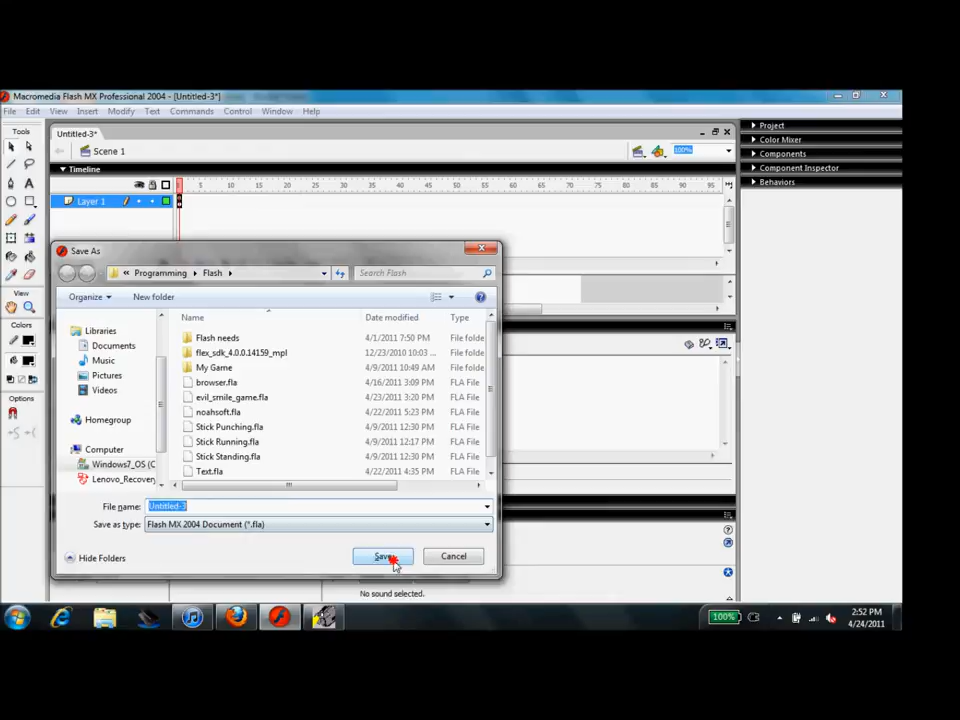 Macromedia Flash MX Professional 2004 - [Untitled-3*]
File Edit View Insert Modify Text Commands Control Window Help
Tools
Untitled-3*
Scene 1
100%
Timeline
5 10 15 20 25 30 35 40 45 50 55 60 65 70 75 80 85 90 95
Layer 1
Project
Color Mixer
Components
Component Inspector
Behaviors
View
Colors
Options
Save As
« Programming Flash
Search Flash
Organize New folder
Name Date modified Type
Libraries
Documents
Music
Pictures
Videos
Homegroup
Computer
Windows7_OS (C
Lenovo_Recovery
Flash needs 4/1/2011 7:50 PM File folde
flex_sdk_4.0.0.14159_mpl 12/23/2010 10:03 ... File folde
My Game 4/9/2011 10:49 AM File folde
browser.fla 4/16/2011 3:09 PM FLA File
evil_smile_game.fla 4/23/2011 3:20 PM FLA File
noahsoft.fla 4/22/2011 5:23 PM FLA File
Stick Punching.fla 4/9/2011 12:30 PM FLA File
Stick Running.fla 4/9/2011 12:17 PM FLA File
Stick Standing.fla 4/9/2011 12:30 PM FLA File
Text.fla 4/22/2011 4:35 PM FLA File
File name: Untitled-3
Save as type: Flash MX 2004 Document (*.fla)
Hide Folders
Save
Cancel
No sound selected.
100%
2:52 PM
4/24/2011